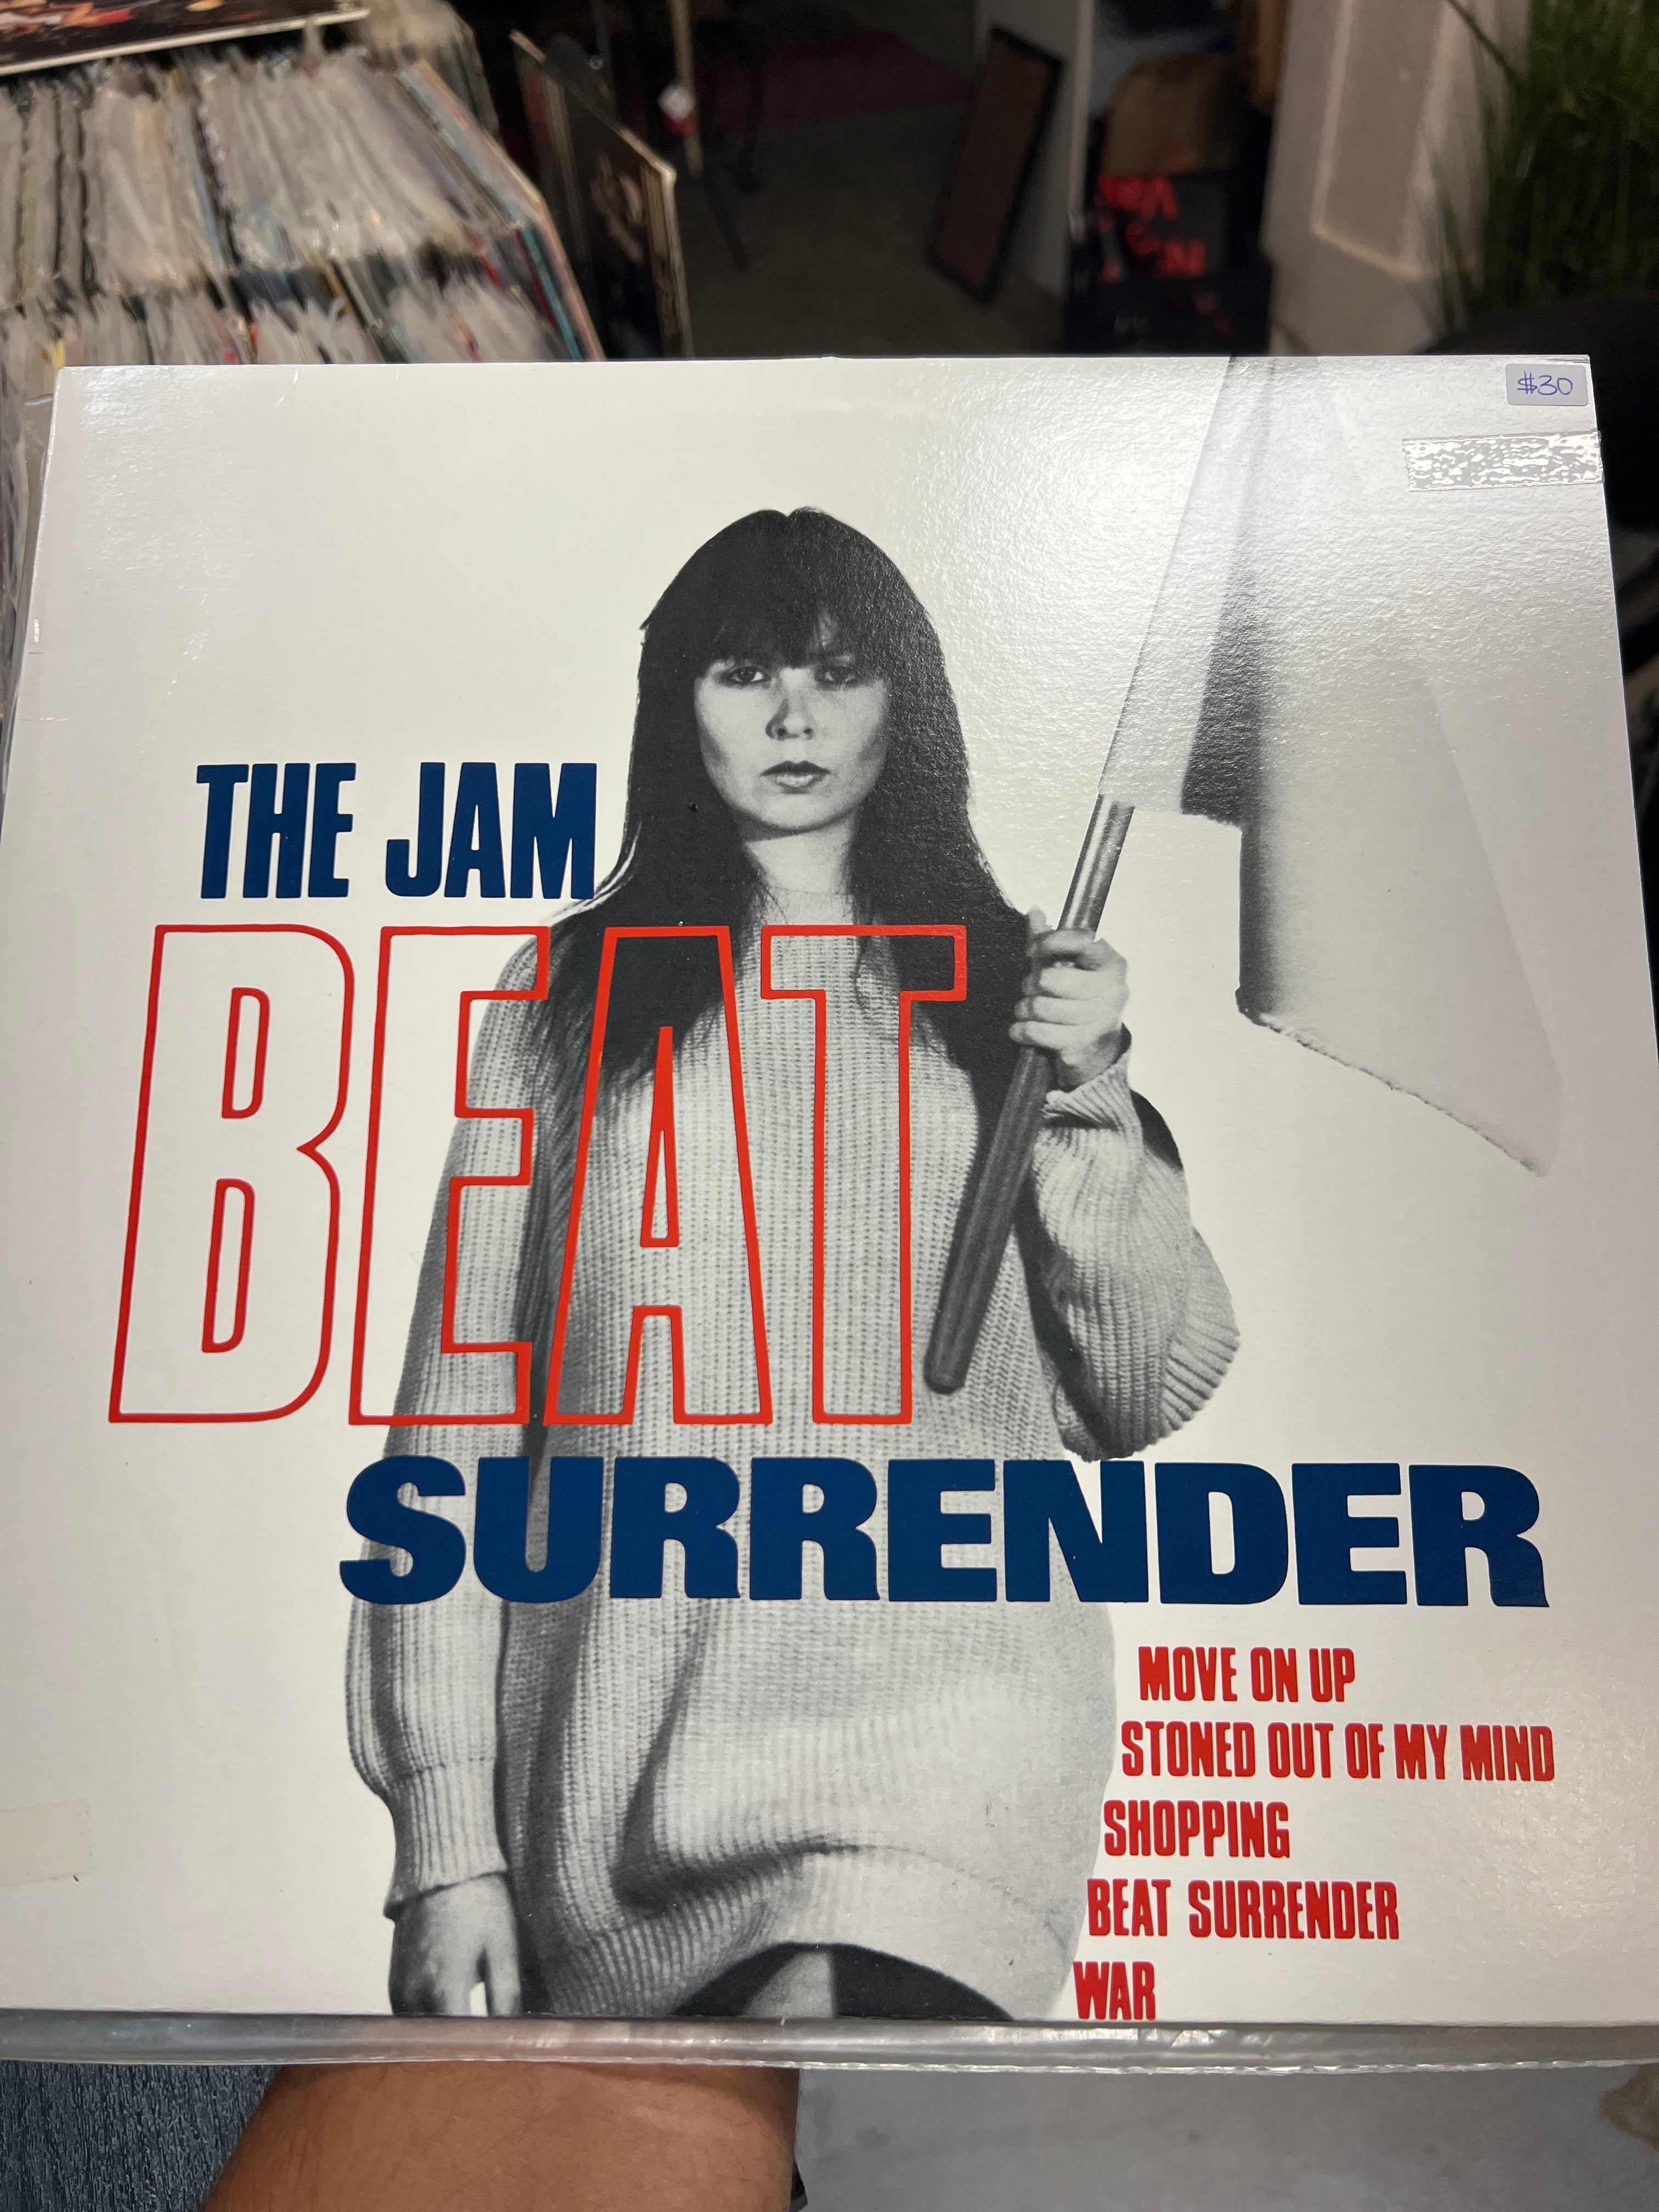 $30
THE JAM
BEAT
SURRENDER
MOVE ON UP
STONED OUT OF MY MIND
SHOPPING
BEAT SURRENDER
WAR